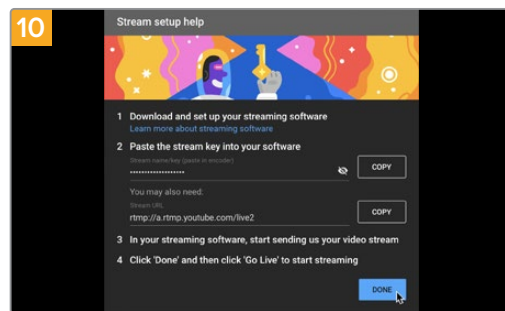 10
Stream setup help
1 Download and set up your streaming software
Learn more about streaming software
2 Paste the stream key into your software
Stream name/key (paste in encoder)
••••••••••••••••••• COPY
You may also need:
Stream URL
rtmp://a.rtmp.youtube.com/live2 COPY
3 In your streaming software, start sending us your video stream
4 Click 'Done' and then click 'Go Live' to start streaming
DONE